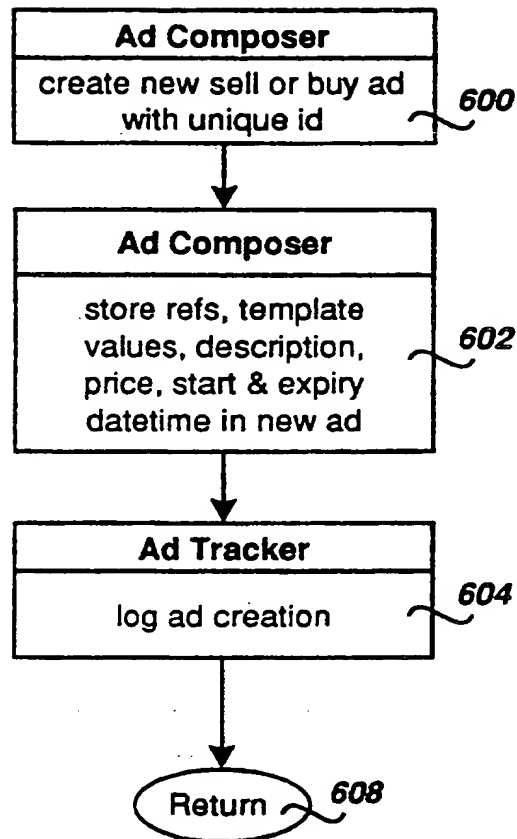 Ad Composer
create new sell or buy ad
with unique id
600
Ad Composer
store refs, template
values, description,
price, start & expiry
datetime in new ad
602
Ad Tracker
log ad creation
604
Return
608